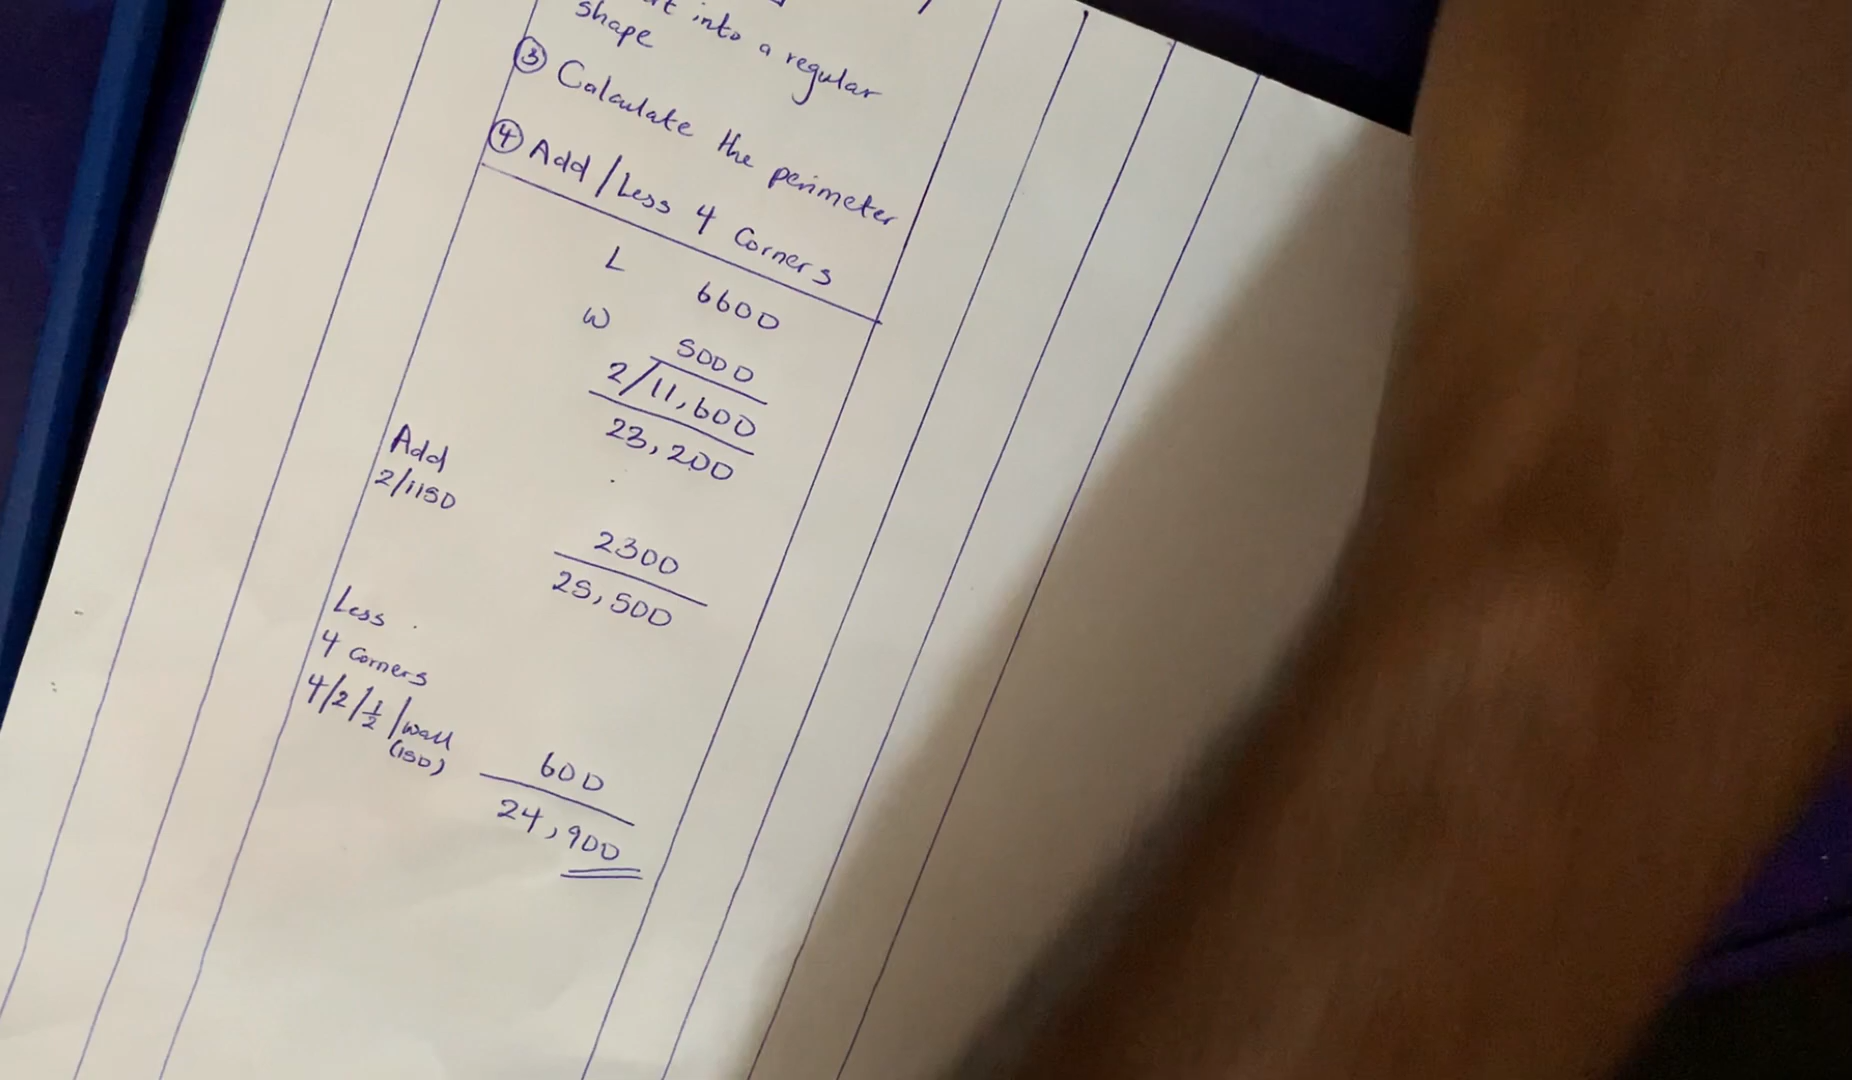 into a regular
shape
③ Calculate the perimeter
④ Add/Less 4 Corners
L 6600
W 5000
2/11,600
23,200
Add
2/1150
2300
25,500
Less
4 corners
4/2/½/wall
(150)
600
24,900